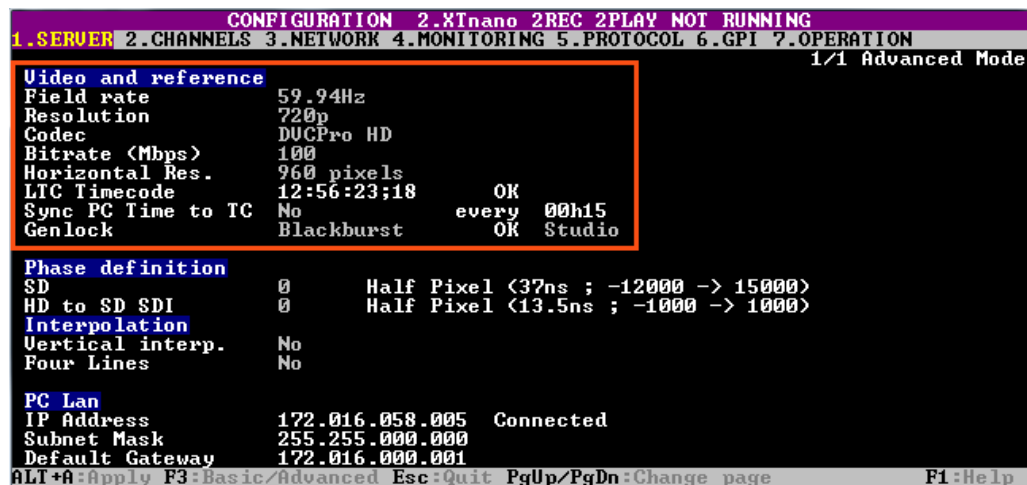 CONFIGURATION 2.XTnano 2REC 2PLAY NOT RUNNING
1.SERVER 2.CHANNELS 3.NETWORK 4.MONITORING 5.PROTOCOL 6.GPI 7.OPERATION
1/1 Advanced Mode
Video and reference
Field rate 59.94Hz
Resolution 720p
Codec DVCPro HD
Bitrate (Mbps) 100
Horizontal Res. 960 pixels
LTC Timecode 12:56:23;18 OK
Sync PC Time to TC No every 00h15
Genlock Blackburst OK Studio
Phase definition
SD 0 Half Pixel (37ns ; -12000 -> 15000)
HD to SD SDI 0 Half Pixel (13.5ns ; -1000 -> 1000)
Interpolation
Vertical interp. No
Four Lines No
PC Lan
IP Address 172.016.058.005 Connected
Subnet Mask 255.255.000.000
Default Gateway 172.016.000.001
ALT+A:Apply F3:Basic/Advanced Esc:Quit PgUp/PgDn:Change page F1:Help